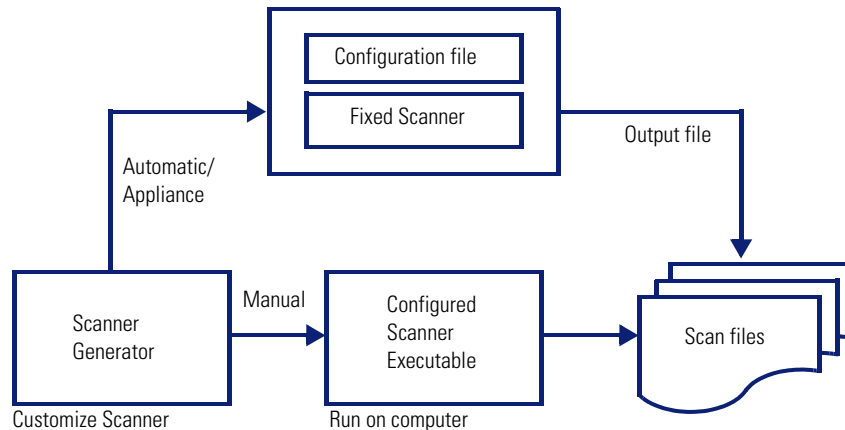 Configuration file
Fixed Scanner
Output file
Automatic/
Appliance
Scanner
Generator
Manual
Configured
Scanner
Executable
Scan files
Customize Scanner
Run on computer